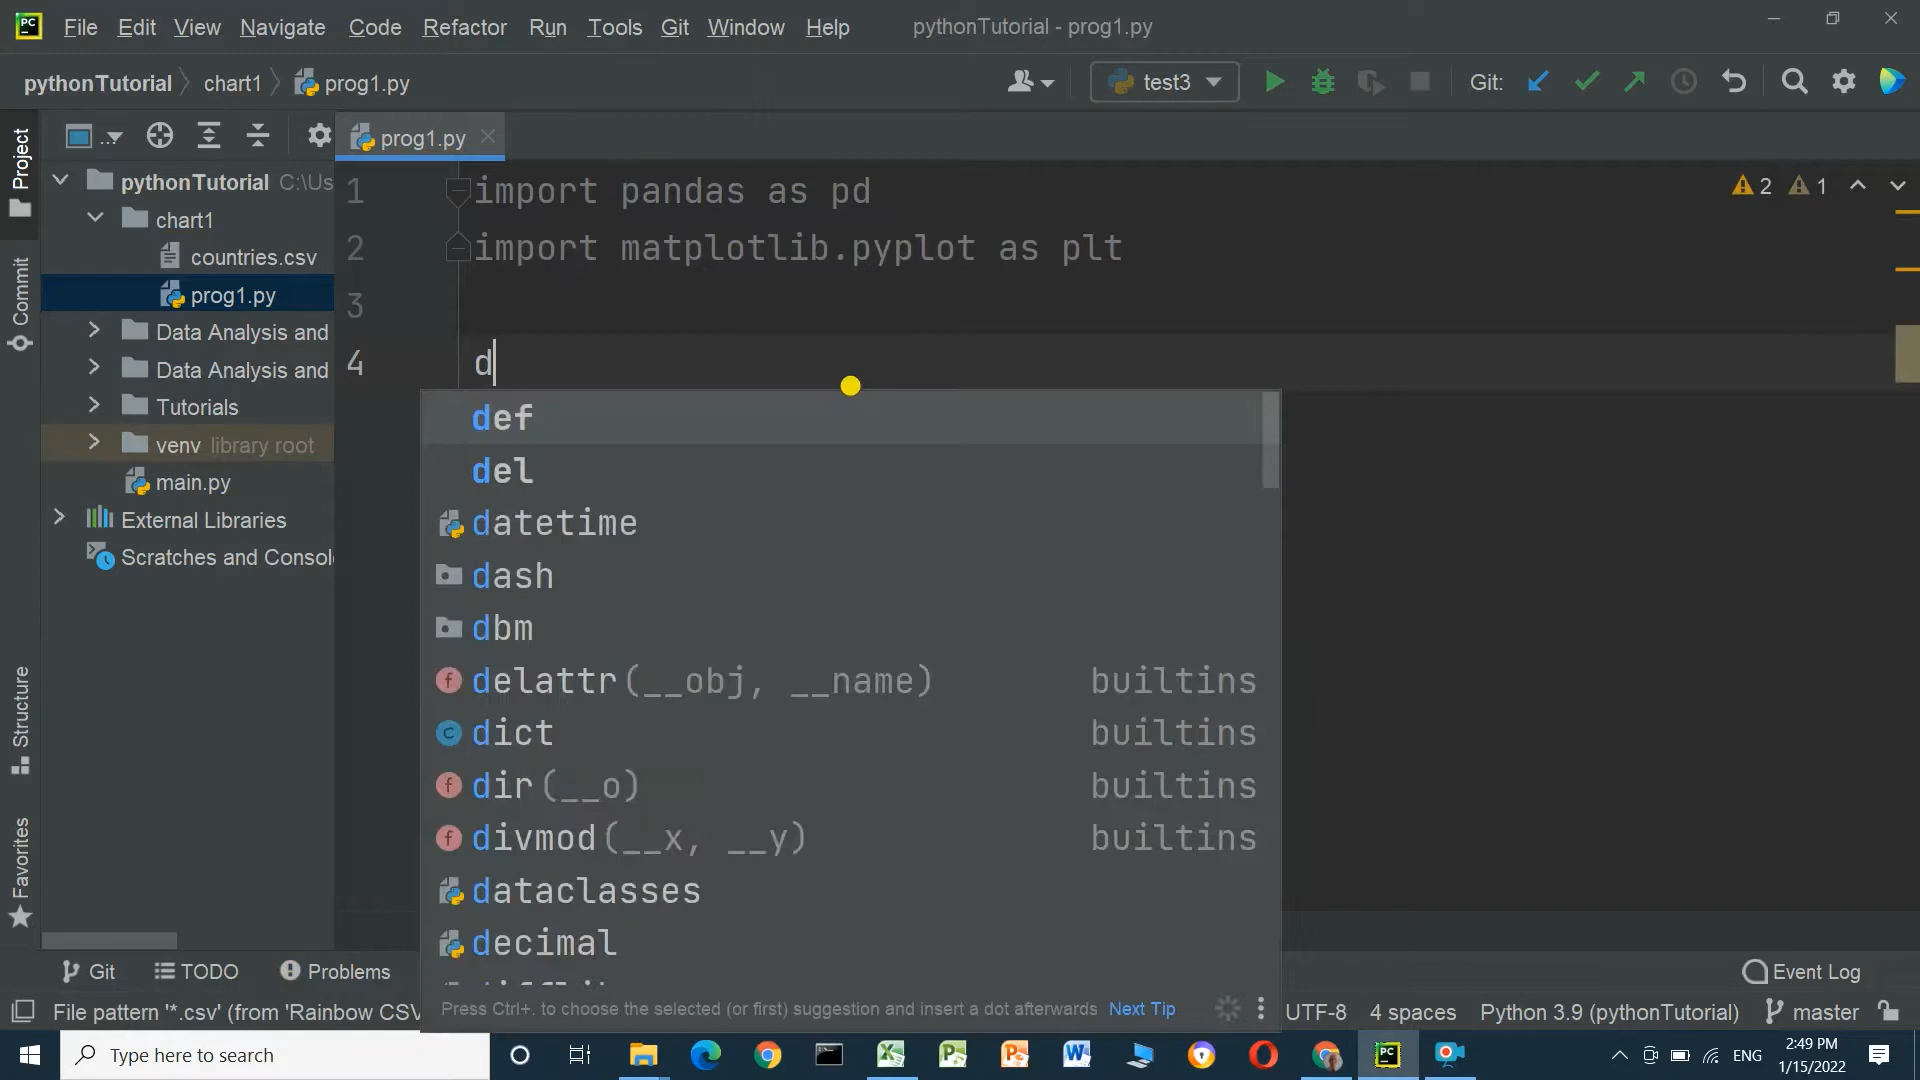 PC File Edit View Navigate Code Refactor Run Tools Git Window Help pythonTutorial - prog1.py
pythonTutorial chart1 prog1.py test3 Git:
Project
Commit
Structure
Favorites
... prog1.py
pythonTutorial C:\Us
chart1
countries.csv
prog1.py
Data Analysis and
Data Analysis and
Tutorials
venv library root
main.py
External Libraries
Scratches and Consol
1 import pandas as pd
2 import matplotlib.pyplot as plt
3
4 d
2 1
def
del
datetime
dash
dbm
delattr(__obj, __name) builtins
dict builtins
dir(__o) builtins
divmod(__x, __y) builtins
dataclasses
decimal
Press Ctrl+. to choose the selected (or first) suggestion and insert a dot afterwards Next Tip
Git TODO Problems Event Log
File pattern '*.csv' (from 'Rainbow CSV UTF-8 4 spaces Python 3.9 (pythonTutorial) master
Type here to search ENG 2:49 PM
1/15/2022